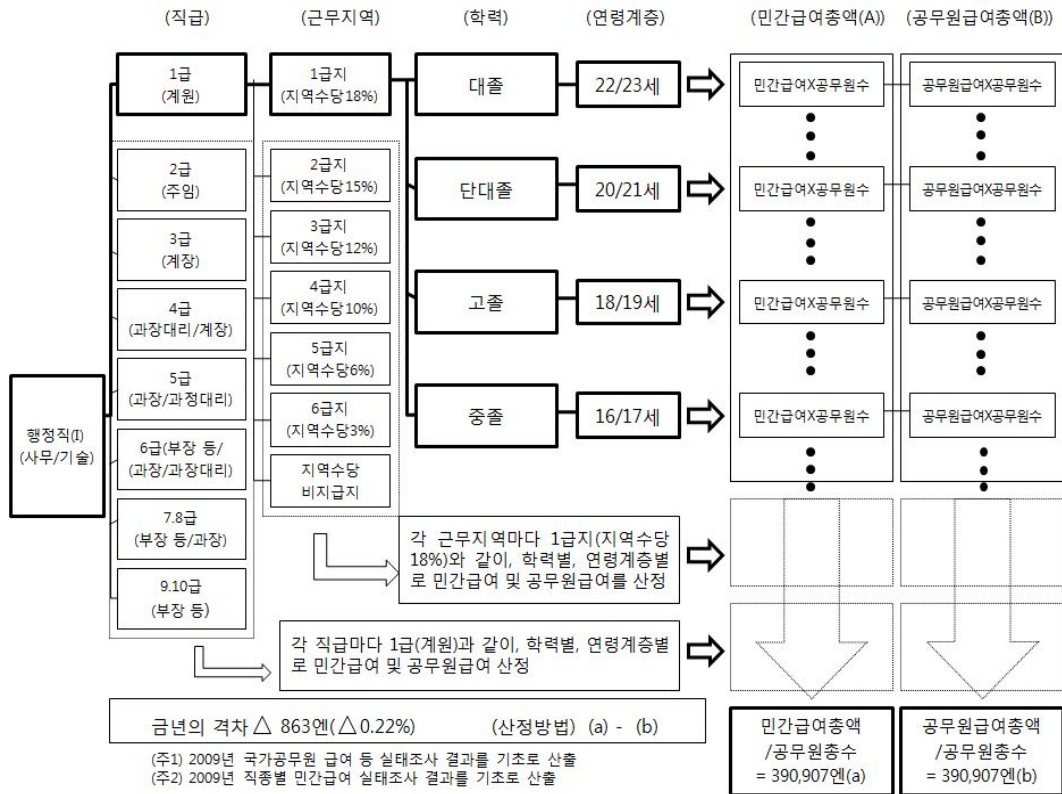 (직급) (근무지역) (학력) (연령계층) (민간급여총액(A)) (공무원급여총액(B))
1급
(계원)
1급지
(지역수당18%)
대졸
22/23세
민간급여X공무원수
공무원급여X공무원수
2급
(주임)
2급지
(지역수당15%)
단대졸
20/21세
민간급여X공무원수
공무원급여X공무원수
3급
(계장)
3급지
(지역수당12%)
4급
(과장대리/계장)
4급지
(지역수당10%)
고졸
18/19세
민간급여X공무원수
공무원급여X공무원수
5급
(과장/과정대리)
5급지
(지역수당6%)
6급지
(지역수당3%)
중졸
16/17세
민간급여X공무원수
공무원급여X공무원수
행정직(I)
(사무/기술)
6급(부장 등/
(과장/과장대리)
지역수당
비지급지
7.8급
(부장 등/과장)
9.10급
(부장 등)
각 근무지역마다 1급지(지역수당
18%)와 같이, 학력별, 연령계층별
로 민간급여 및 공무원급여를 산정
각 직급마다 1급(계원)과 같이, 학력별, 연령계층별
로 민간급여 및 공무원급여 산정
금년의 격차 △ 863엔(△0.22%) (산정방법) (a) - (b)
(주1) 2009년 국가공무원 급여 등 실태조사 결과를 기초로 산출
(주2) 2009년 직종별 민간급여 실태조사 결과를 기초로 산출
민간급여총액
/공무원총수
= 390,907엔(a)
공무원급여총액
/공무원총수
= 390,907엔(b)